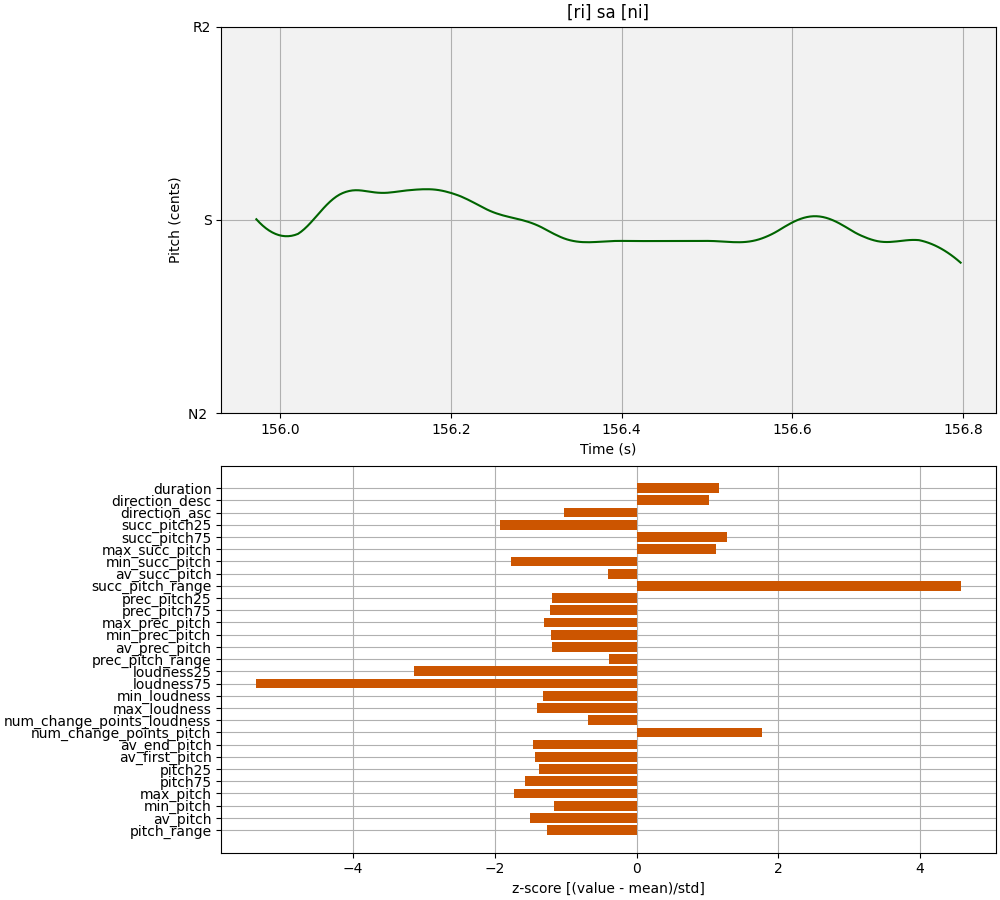 [ri] sa [ni]
R2
S
N2
Pitch (cents)
156.0 156.2 156.4 156.6 156.8
Time (s)
duration
direction_desc
direction_asc
succ_pitch25
succ_pitch75
max_succ_pitch
min_succ_pitch
av_succ_pitch
succ_pitch_range
prec_pitch25
prec_pitch75
max_prec_pitch
min_prec_pitch
av_prec_pitch
prec_pitch_range
loudness25
loudness75
min_loudness
max_loudness
num_change_points_loudness
num_change_points_pitch
av_end_pitch
av_first_pitch
pitch25
pitch75
max_pitch
min_pitch
av_pitch
pitch_range
−4 −2 0 2 4
z-score [(value - mean)/std]